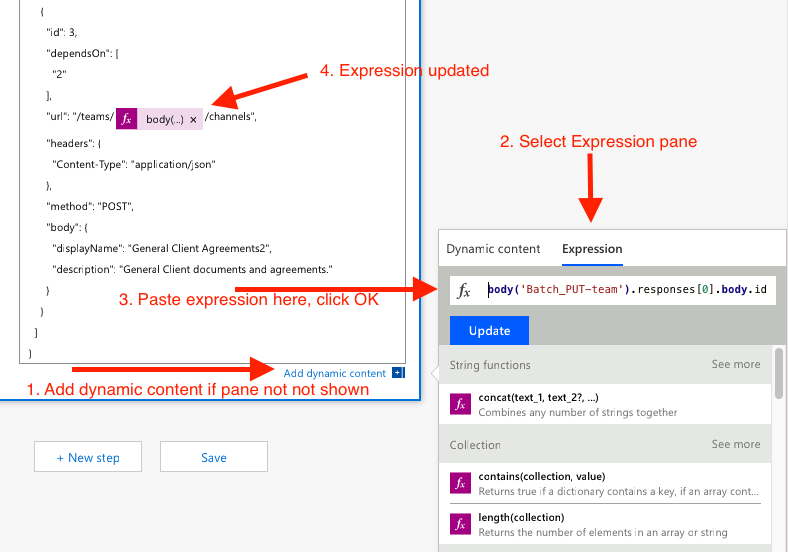 {
"id": 3,
"dependsOn": [
"2"
],
4. Expression updated
"url": "/teams/ fx body(...) × /channels",
"headers": {
"Content-Type": "application/json"
},
"method": "POST",
"body": {
"displayName": "General Client Agreements2",
"description": "General Client documents and agreements."
}
}
]
}
3. Paste expression here, click OK
Add dynamic content
1. Add dynamic content if pane not not shown
+ New step
Save
2. Select Expression pane
Dynamic content Expression
fx body('Batch_PUT-team').responses[0].body.id
Update
String functions See more
fx concat(text_1, text_2?, ...)
Combines any number of strings together
Collection See more
fx contains(collection, value)
Returns true if a dictionary contains a key, if an array cont...
fx length(collection)
Returns the number of elements in an array or string